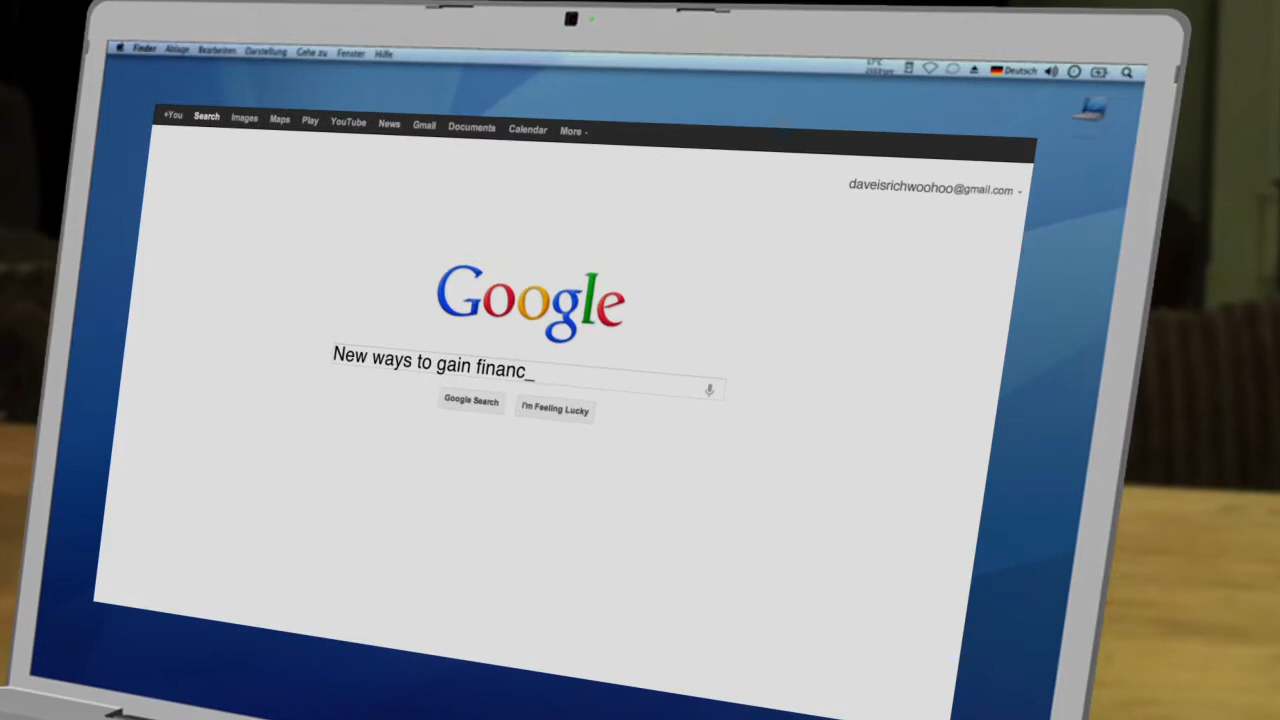 Finder Ablage Bearbeiten Darstellung Gehe zu Fenster Hilfe
Deutsch
+You Search Images Maps Play YouTube News Gmail Documents Calendar More
daveisrichwoohoo@gmail.com
Google
New ways to gain financ_
Google Search I'm Feeling Lucky